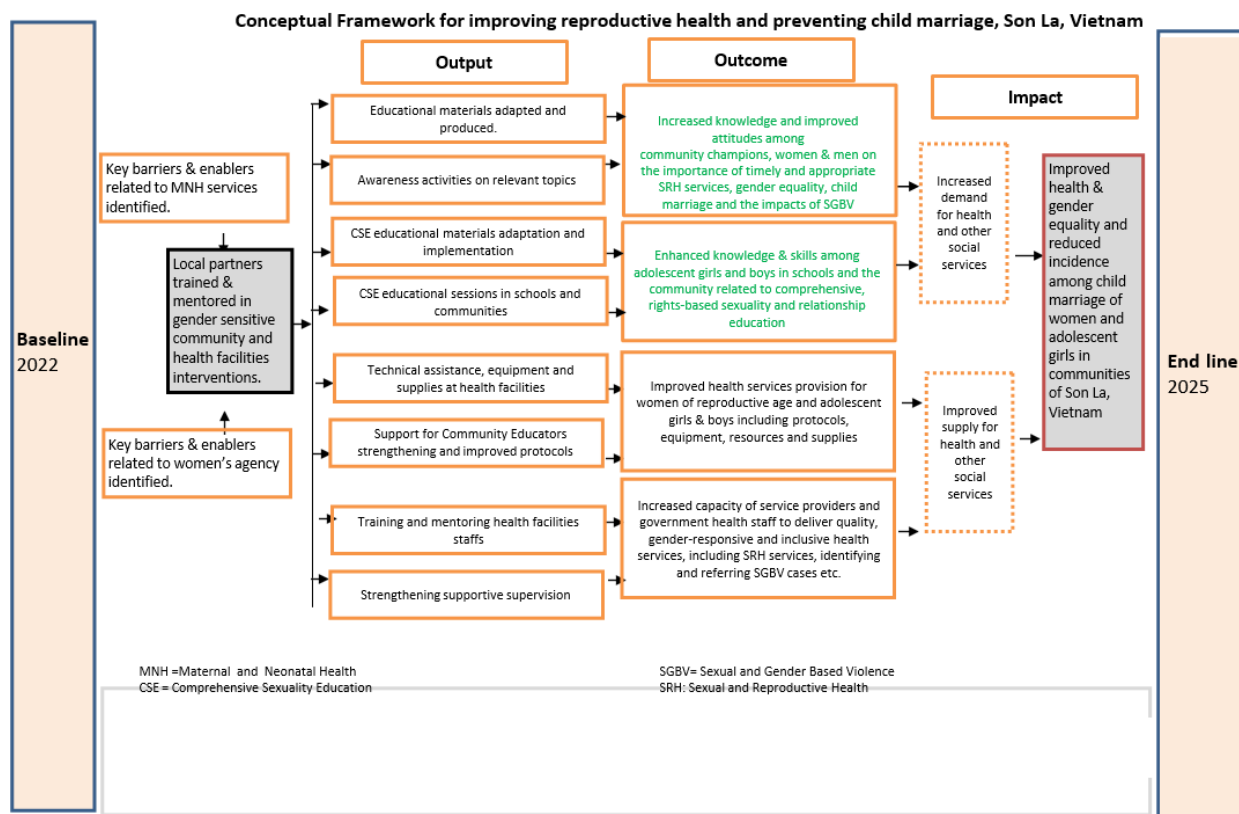 Conceptual Framework for improving reproductive health and preventing child marriage, Son La, Vietnam
Baseline
2022
Key barriers & enablers
related to MNH services
identified.
Local partners
trained &
mentored in
gender sensitive
community and
health facilities
interventions.
Key barriers & enablers
related to women's agency
identified.
Output
Educational materials adapted and
produced.
Awareness activities on relevant topics
CSE educational materials adaptation and
implementation
CSE educational sessions in schools and
communities
Technical assistance, equipment and
supplies at health facilities
Support for Community Educators
strengthening and improved protocols
Training and mentoring health facilities
staffs
Strengthening supportive supervision
Outcome
Increased knowledge and improved
attitudes among
community champions, women & men on
the importance of timely and appropriate
SRH services, gender equality, child
marriage and the impacts of SGBV
Enhanced knowledge & skills among
adolescent girls and boys in schools and the
community related to comprehensive,
rights-based sexuality and relationship
education
Improved health services provision for
women of reproductive age and adolescent
girls & boys including protocols,
equipment, resources and supplies
Increased capacity of service providers and
government health staff to deliver quality,
gender-responsive and inclusive health
services, including SRH services, identifying
and referring SGBV cases etc.
Impact
Increased
demand
for health
and other
social
services
Improved
supply for
health and
other
social
services
Improved
health &
gender
equality and
reduced
incidence
among child
marriage of
women and
adolescent
girls in
communities
of Son La,
Vietnam
End line
2025
MNH =Maternal and Neonatal Health
CSE = Comprehensive Sexuality Education
SGBV= Sexual and Gender Based Violence
SRH: Sexual and Reproductive Health